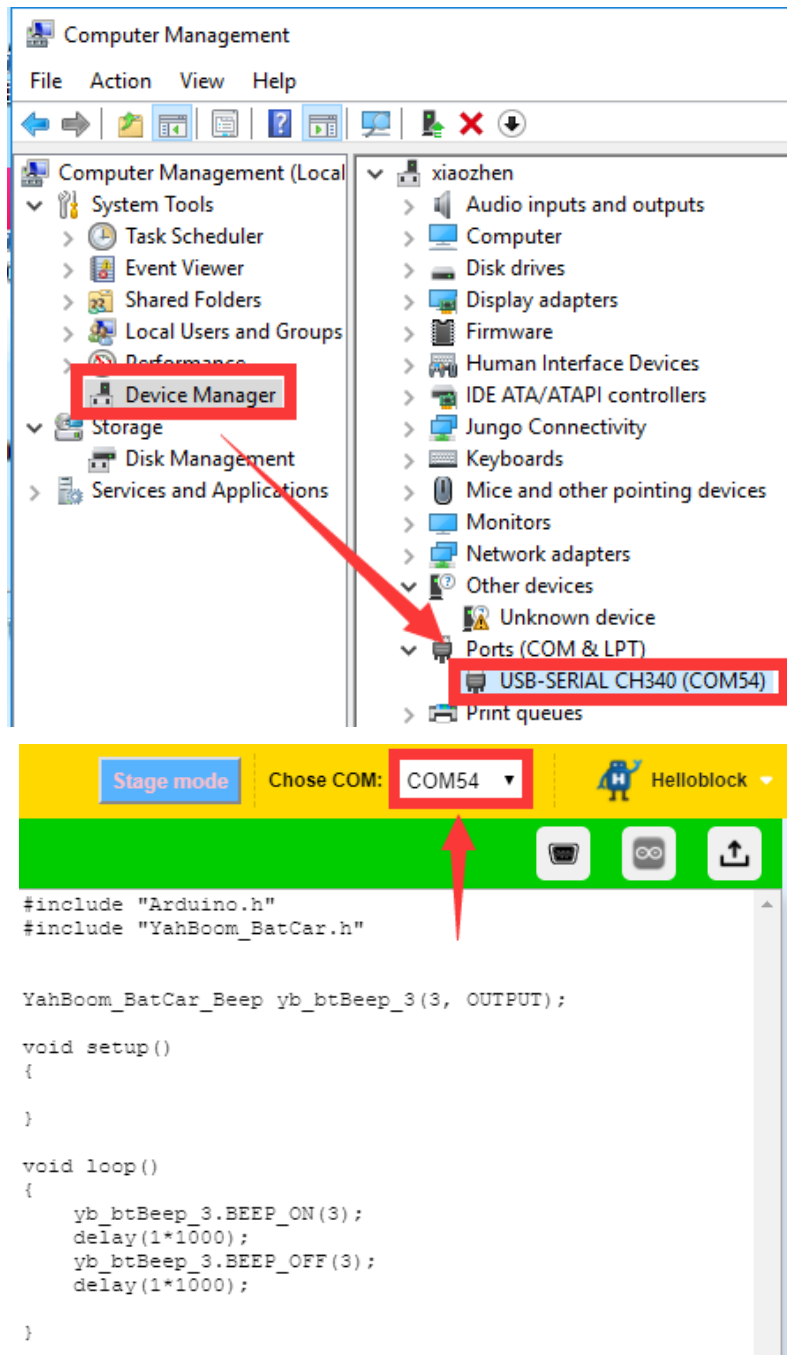 Computer Management
File Action View Help
Computer Management (Local
System Tools
Task Scheduler
Event Viewer
Shared Folders
Local Users and Groups
Performance
Device Manager
Storage
Disk Management
Services and Applications
xiaozhen
Audio inputs and outputs
Computer
Disk drives
Display adapters
Firmware
Human Interface Devices
IDE ATA/ATAPI controllers
Jungo Connectivity
Keyboards
Mice and other pointing devices
Monitors
Network adapters
Other devices
Unknown device
Ports (COM & LPT)
USB-SERIAL CH340 (COM54)
Print queues
Stage mode Chose COM: COM54 Helloblock
#include "Arduino.h"
#include "YahBoom_BatCar.h"
YahBoom_BatCar_Beep yb_btBeep_3(3, OUTPUT);
void setup()
{
}
void loop()
{
yb_btBeep_3.BEEP_ON(3);
delay(1*1000);
yb_btBeep_3.BEEP_OFF(3);
delay(1*1000);
}